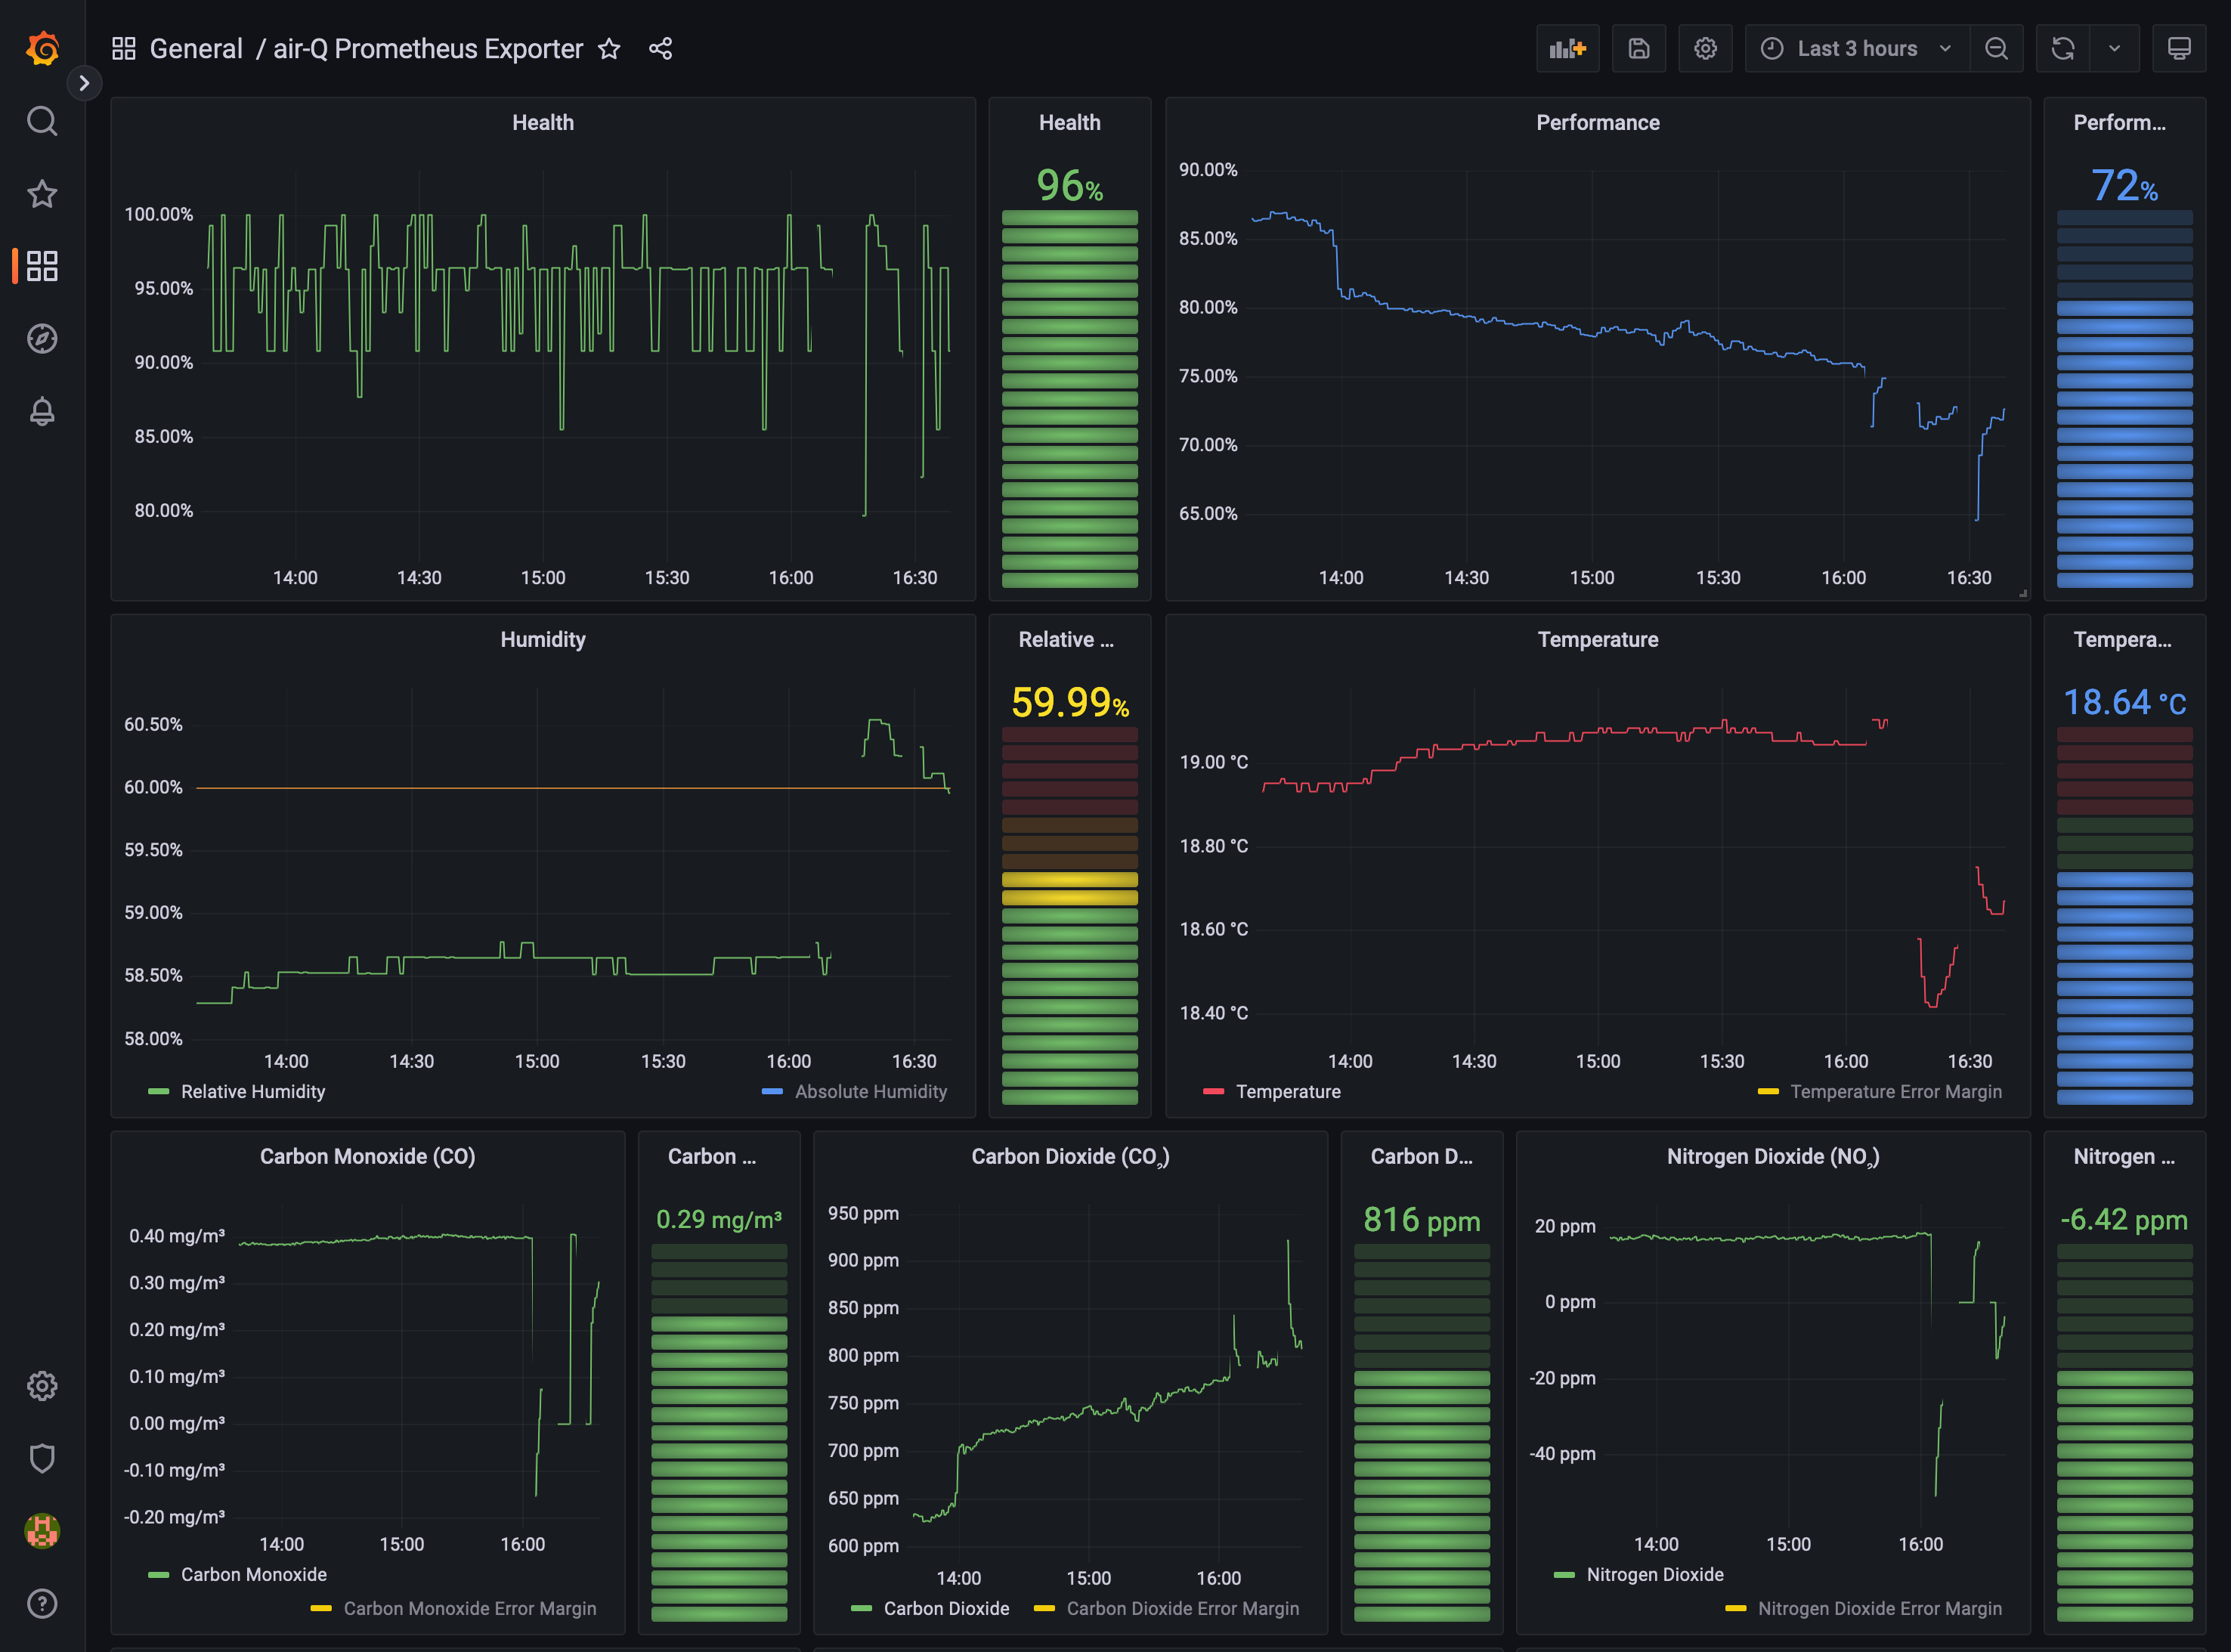 General / air-Q Prometheus Exporter
Last 3 hours
Health
100.00%
95.00%
90.00%
85.00%
80.00%
14:00 14:30 15:00 15:30 16:00 16:30
Health
96%
Performance
90.00%
85.00%
80.00%
75.00%
70.00%
65.00%
14:00 14:30 15:00 15:30 16:00 16:30
Perform...
72%
Humidity
60.50%
60.00%
59.50%
59.00%
58.50%
58.00%
14:00 14:30 15:00 15:30 16:00 16:30
Relative Humidity Absolute Humidity
Relative ...
59.99%
Temperature
19.00 °C
18.80 °C
18.60 °C
18.40 °C
14:00 14:30 15:00 15:30 16:00 16:30
Temperature Temperature Error Margin
Tempera...
18.64 °C
Carbon Monoxide (CO)
0.40 mg/m³
0.30 mg/m³
0.20 mg/m³
0.10 mg/m³
0.00 mg/m³
-0.10 mg/m³
-0.20 mg/m³
14:00 15:00 16:00
Carbon Monoxide
Carbon Monoxide Error Margin
Carbon ...
0.29 mg/m³
Carbon Dioxide (CO₂)
950 ppm
900 ppm
850 ppm
800 ppm
750 ppm
700 ppm
650 ppm
600 ppm
14:00 15:00 16:00
Carbon Dioxide Carbon Dioxide Error Margin
Carbon D...
816 ppm
Nitrogen Dioxide (NO₂)
20 ppm
0 ppm
-20 ppm
-40 ppm
14:00 15:00 16:00
Nitrogen Dioxide
Nitrogen Dioxide Error Margin
Nitrogen ...
-6.42 ppm